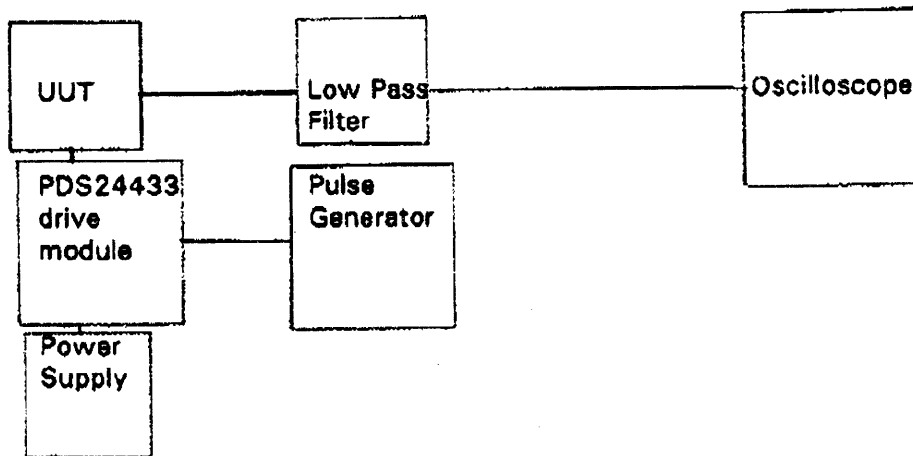 UUT
Low Pass
Filter
Oscilloscope
PDS24433
drive
module
Pulse
Generator
Power
Supply